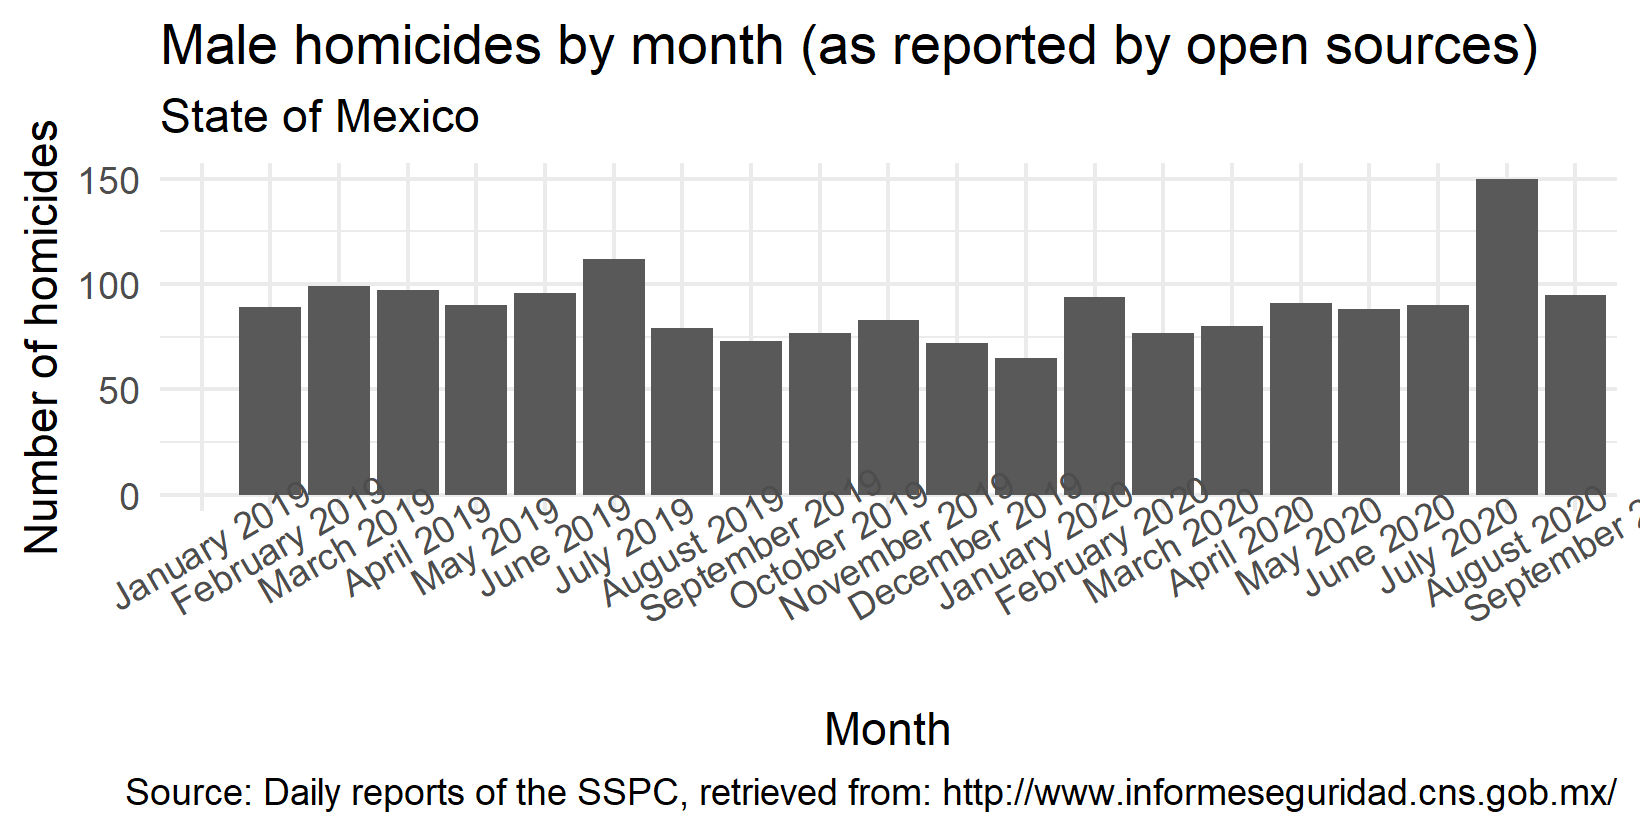 Male homicides by month (as reported by open sources)
State of Mexico
Number of homicides
150
100
50
0
January 2019
February 2019
March 2019
April 2019
May 2019
June 2019
July 2019
August 2019
September 2019
October 2019
November 2019
December 2019
January 2020
February 2020
March 2020
April 2020
May 2020
June 2020
July 2020
August 2020
September 2
Month
Source: Daily reports of the SSPC, retrieved from: http://www.informeseguridad.cns.gob.mx/